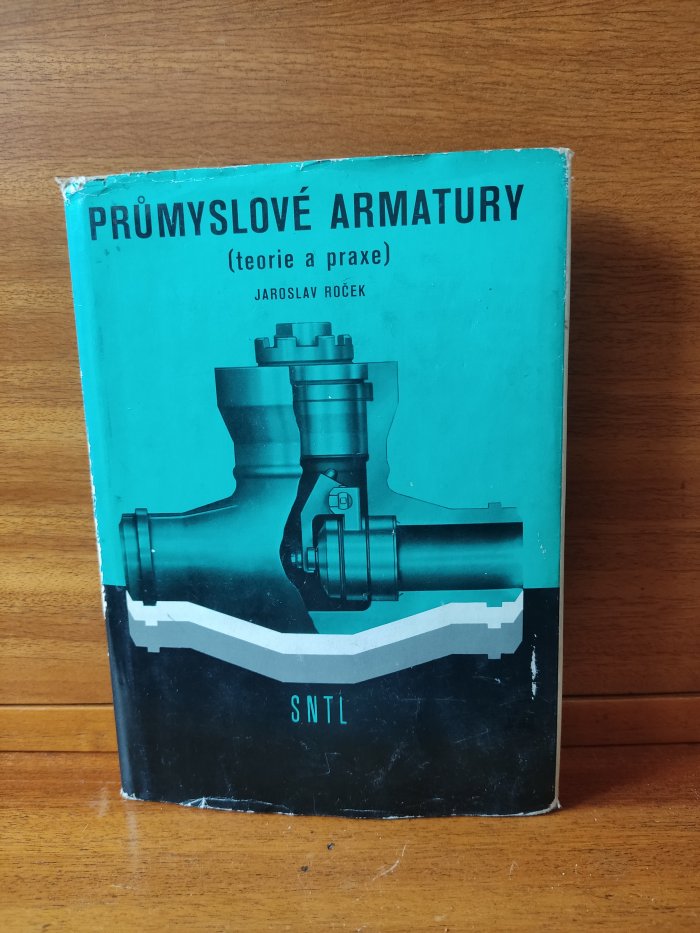 PRŮMYSLOVÉ ARMATURY
(teorie a praxe)
JAROSLAV ROČEK
SNTL